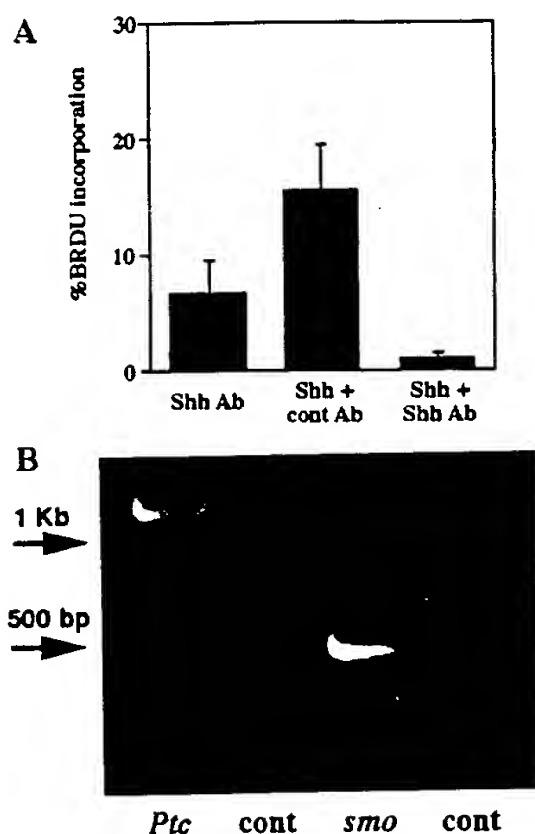 A
30
20
10
0
%BRDU incorporation
Shh Ab
Shh +
cont Ab
Shh +
Shh Ab
B
1 Kb
500 bp
Ptc cont smo cont